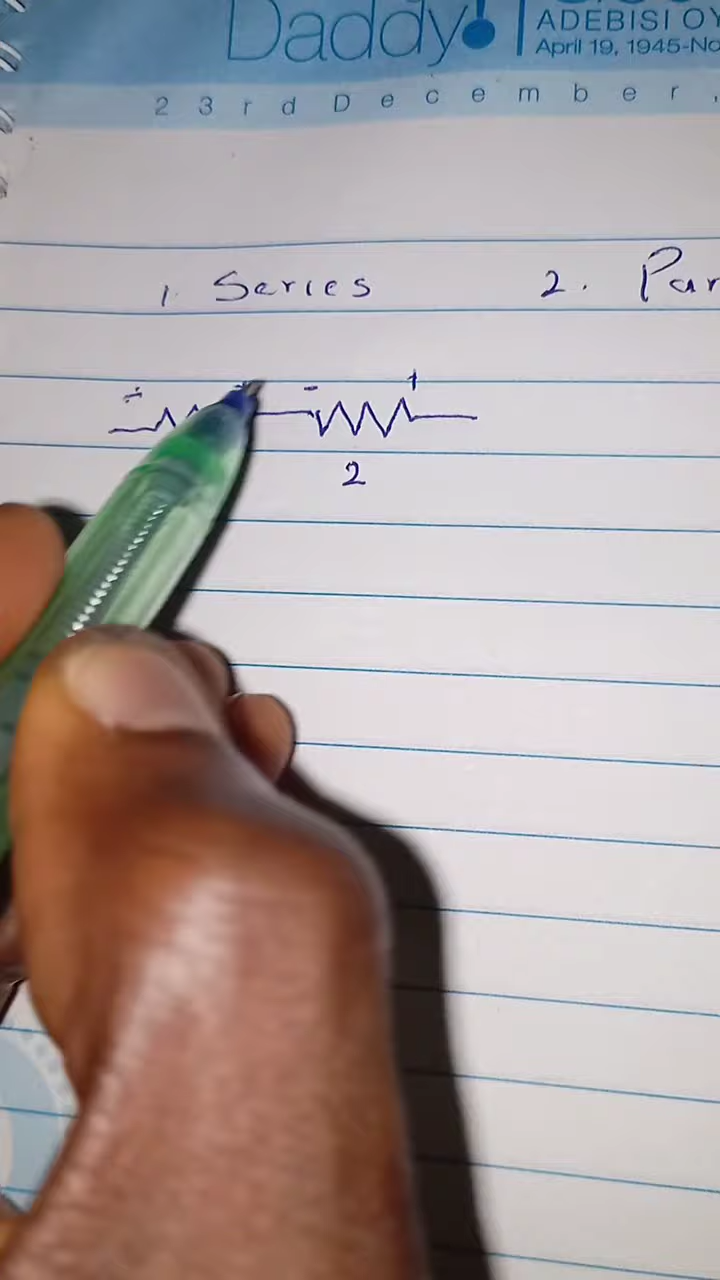 Daddy!
ADEBISI OY
April 19, 1945-No
23rd December,
1. Series 2. Par
- +
2